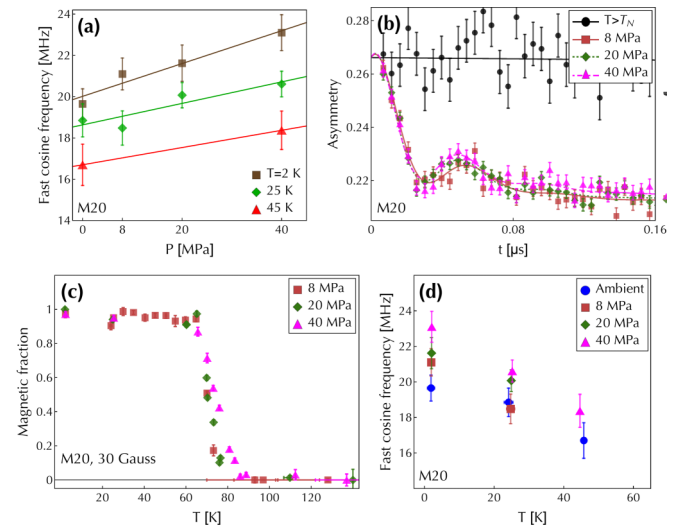 (a)
Fast cosine frequency [MHz]
24
22
20
18
16
14
T=2 K
25 K
45 K
M20
0
8
20
40
P [MPa]
(b)
Asymmetry
0.28
0.26
0.24
0.22
T>T_N
8 MPa
20 MPa
40 MPa
M20
0
0.08
0.16
t [µs]
(c)
Magnetic fraction
1
0.8
0.6
0.4
0.2
0
8 MPa
20 MPa
40 MPa
M20, 30 Gauss
20
40
60
80
100
120
T [K]
(d)
Fast cosine frequency [MHz]
24
22
20
18
16
Ambient
8 MPa
20 MPa
40 MPa
M20
0
20
40
60
T [K]